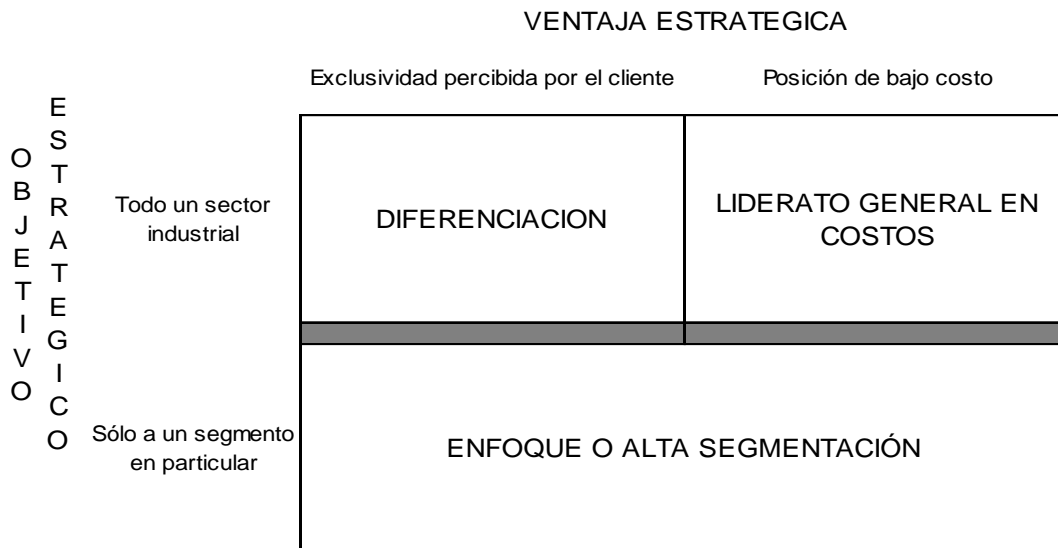 VENTAJA ESTRATEGICA
Exclusividad percibida por el cliente
Posición de bajo costo
OBJETIVO
ESTRATEGICO
Todo un sector
industrial
DIFERENCIACION
LIDERATO GENERAL EN
COSTOS
Sólo a un segmento
en particular
ENFOQUE O ALTA SEGMENTACIÓN